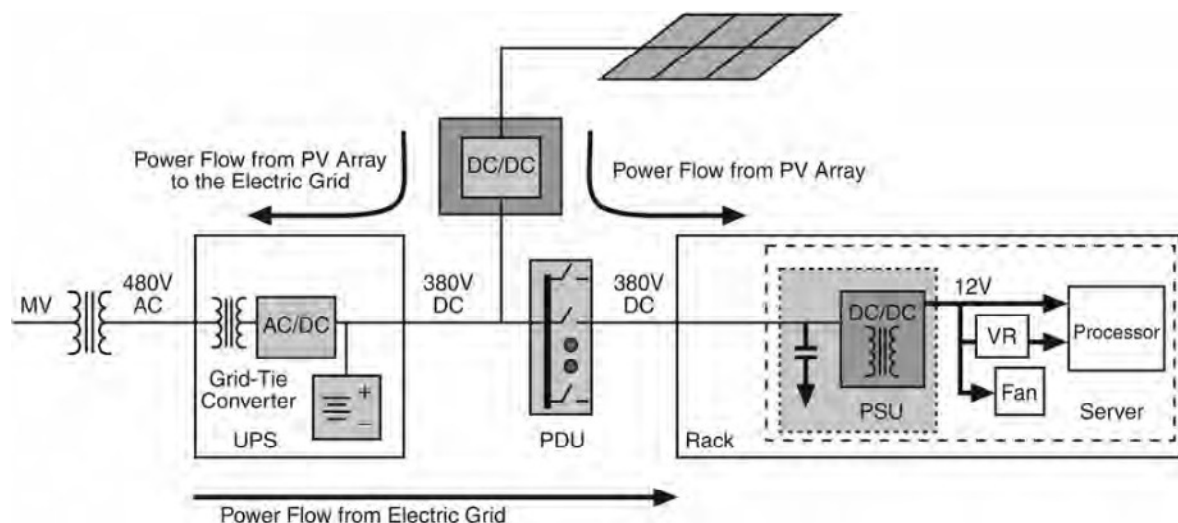 DC/DC
Power Flow from PV Array
to the Electric Grid
Power Flow from PV Array
MV
480V
AC
AC/DC
Grid-Tie
Converter
+
−
UPS
380V
DC
PDU
380V
DC
Rack
DC/DC
PSU
12V
VR
Fan
Processor
Server
Power Flow from Electric Grid